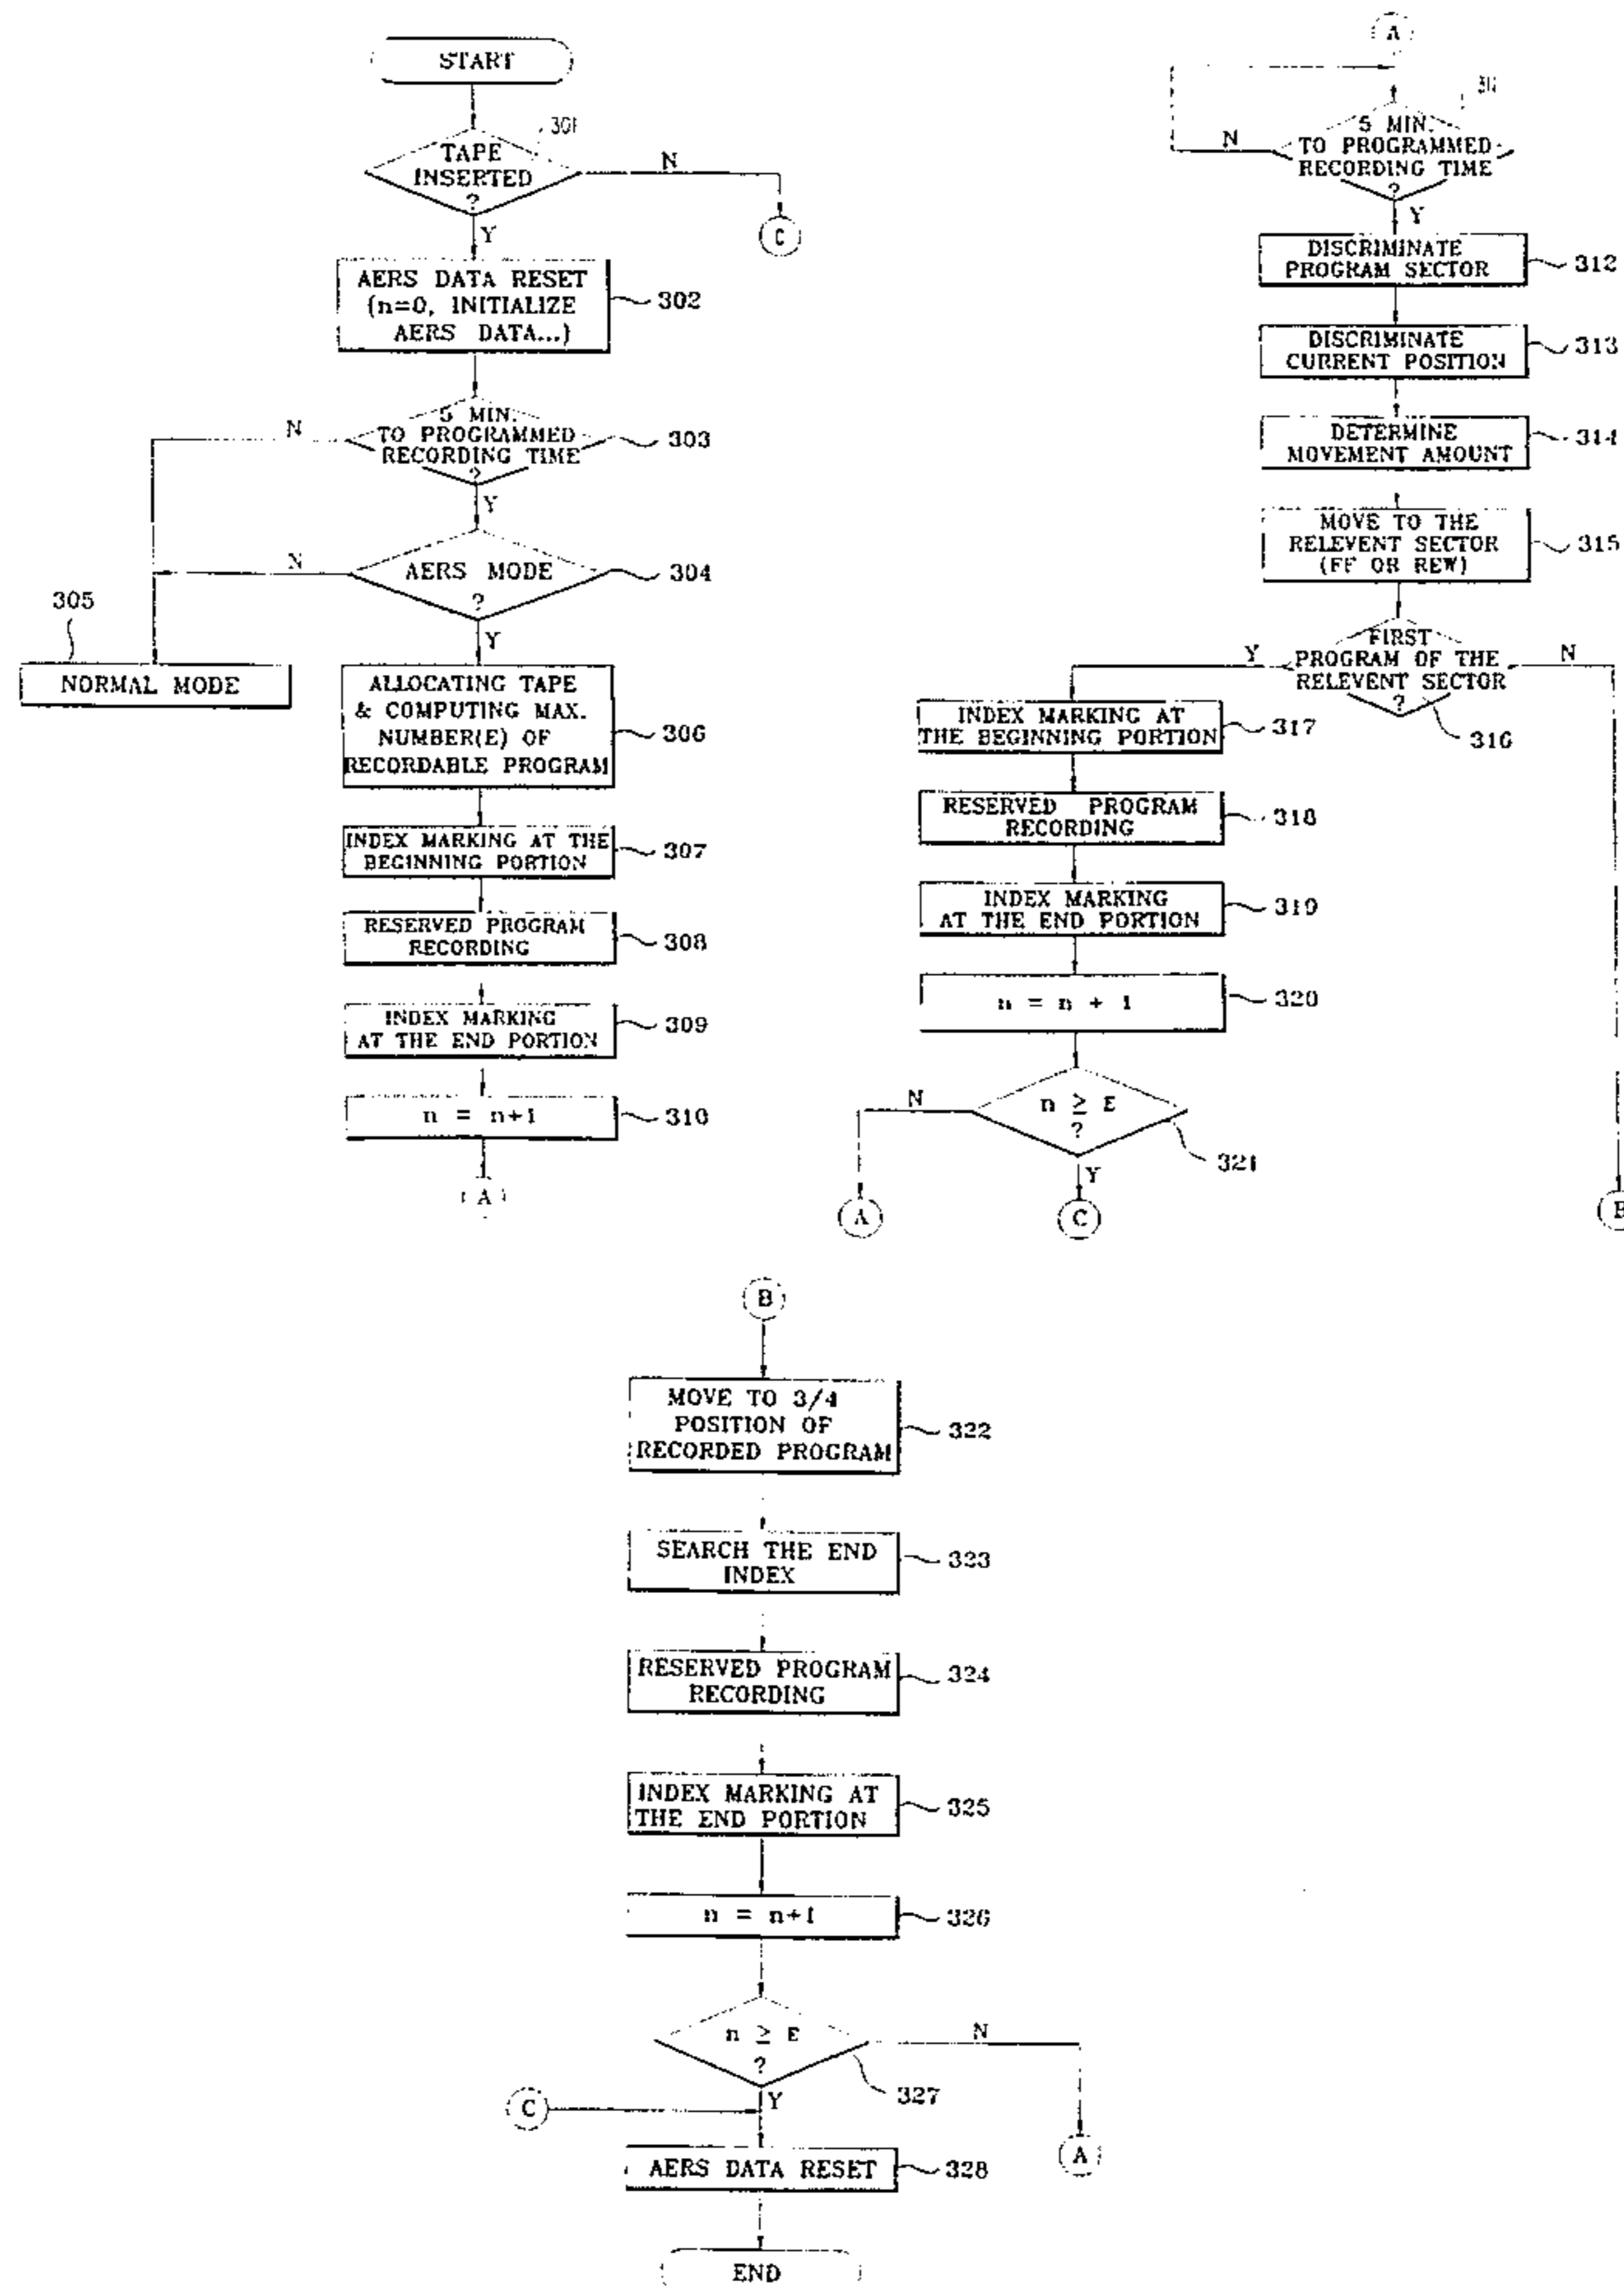 START
301
TAPE
INSERTED
?
N
C
Y
AERS DATA RESET
(n=0, INITIALIZE
AERS DATA...)
302
5 MIN.
TO PROGRAMMED
RECORDING TIME
?
303
N
Y
AERS MODE
?
304
N
Y
305
NORMAL MODE
ALLOCATING TAPE
& COMPUTING MAX.
NUMBER(E) OF
RECORDABLE PROGRAM
306
INDEX MARKING AT THE
BEGINNING PORTION
307
RESERVED PROGRAM
RECORDING
308
INDEX MARKING
AT THE END PORTION
309
n = n+1
310
A
A
311
5 MIN.
TO PROGRAMMED
RECORDING TIME
?
N
Y
DISCRIMINATE
PROGRAM SECTOR
312
DISCRIMINATE
CURRENT POSITION
313
DETERMINE
MOVEMENT AMOUNT
314
MOVE TO THE
RELEVENT SECTOR
(FF OR REW)
315
FIRST
PROGRAM OF THE
RELEVENT SECTOR
?
316
Y
N
INDEX MARKING AT
THE BEGINNING PORTION
317
RESERVED PROGRAM
RECORDING
318
INDEX MARKING
AT THE END PORTION
319
n = n + 1
320
n ≥ E
?
321
N
Y
A
C
B
B
MOVE TO 3/4
POSITION OF
RECORDED PROGRAM
322
SEARCH THE END
INDEX
323
RESERVED PROGRAM
RECORDING
324
INDEX MARKING AT
THE END PORTION
325
n = n+1
326
n ≥ E
?
327
N
Y
C
A
AERS DATA RESET
328
END